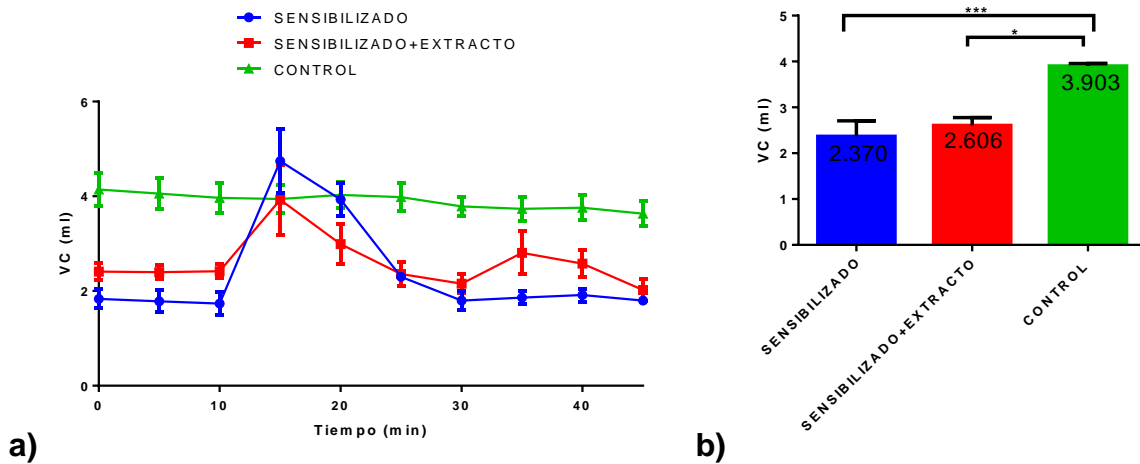 SENSIBILIZADO
SENSIBILIZADO+EXTRACTO
CONTROL
6
4
2
0
VC (ml)
0
10
20
30
40
Tiempo (min)
a)
5
4
3
2
1
0
VC (ml)
***
*
2.370
2.606
3.903
SENSIBILIZADO
SENSIBILIZADO+EXTRACTO
CONTROL
b)